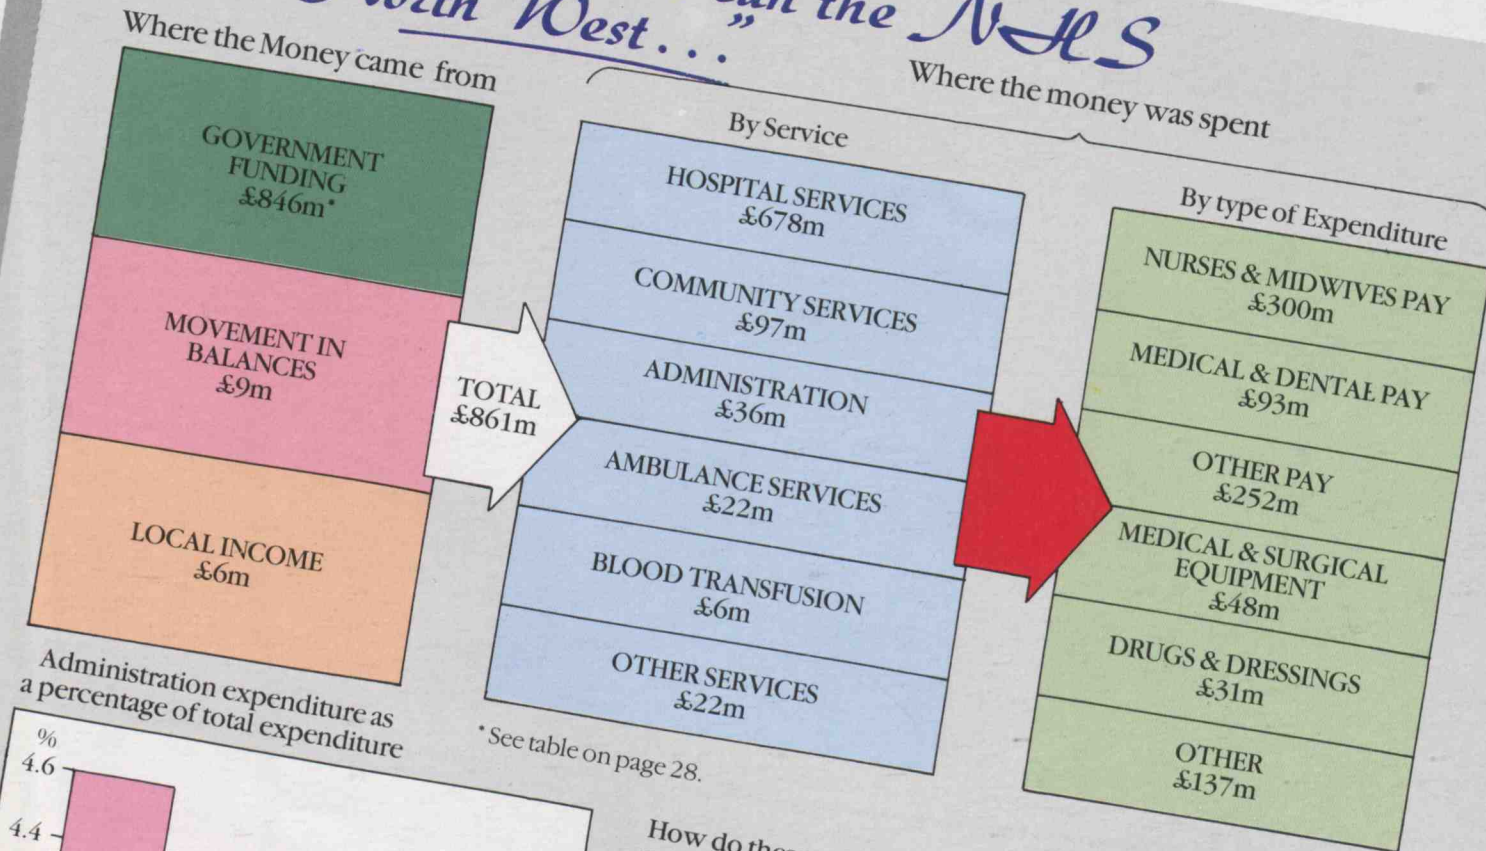 the NHS
West..."
Where the Money came from
GOVERNMENT
FUNDING
£846m*
MOVEMENT IN
BALANCES
£9m
LOCAL INCOME
£6m
TOTAL
£861m
Where the money was spent
By Service
HOSPITAL SERVICES
£678m
COMMUNITY SERVICES
£97m
ADMINISTRATION
£36m
AMBULANCE SERVICES
£22m
BLOOD TRANSFUSION
£6m
OTHER SERVICES
£22m
*See table on page 28.
By type of Expenditure
NURSES & MIDWIVES PAY
£300m
MEDICAL & DENTAL PAY
£93m
OTHER PAY
£252m
MEDICAL & SURGICAL
EQUIPMENT
£48m
DRUGS & DRESSINGS
£31m
OTHER
£137m
Administration expenditure as
a percentage of total expenditure
%
4.6
4.4
How do